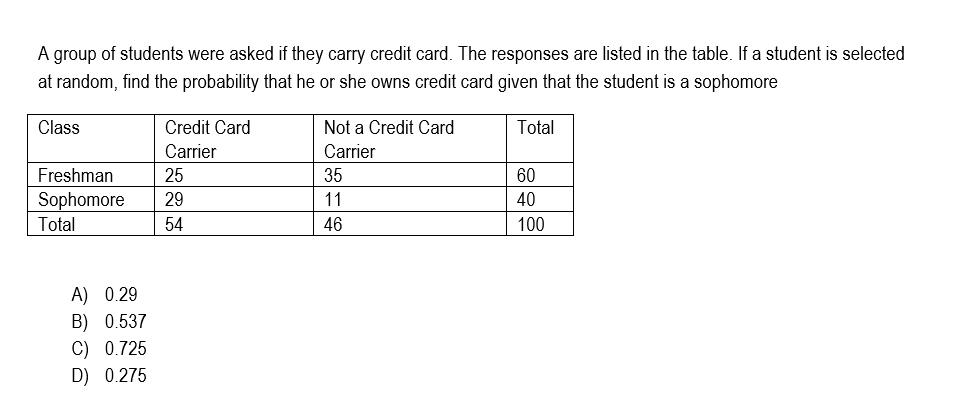 A group of students were asked if they carry credit card. The responses are listed in the table. If a student is selected
at random, find the probability that he or she owns credit card given that the student is a sophomore
Class Credit Card Carrier Not a Credit Card Carrier Total
Freshman 25 35 60
Sophomore 29 11 40
Total 54 46 100
A) 0.29
B) 0.537
C) 0.725
D) 0.275